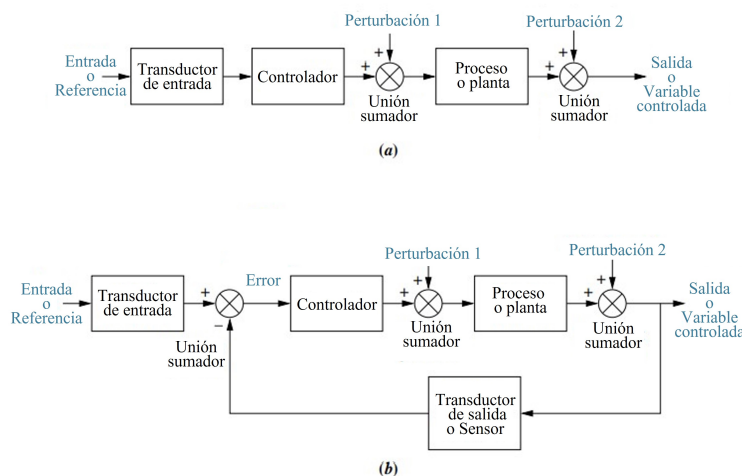 Perturbación 1
Perturbación 2
Entrada
o
Referencia
Transductor
de entrada
Controlador
+
+
Unión
sumador
Proceso
o planta
+
+
Unión
sumador
Salida
o
Variable
controlada
(a)
Perturbación 1
Perturbación 2
Entrada
o
Referencia
Transductor
de entrada
+
−
Unión
sumador
Error
Controlador
+
+
Unión
sumador
Proceso
o planta
+
+
Unión
sumador
Salida
o
Variable
controlada
Transductor
de salida
o Sensor
(b)